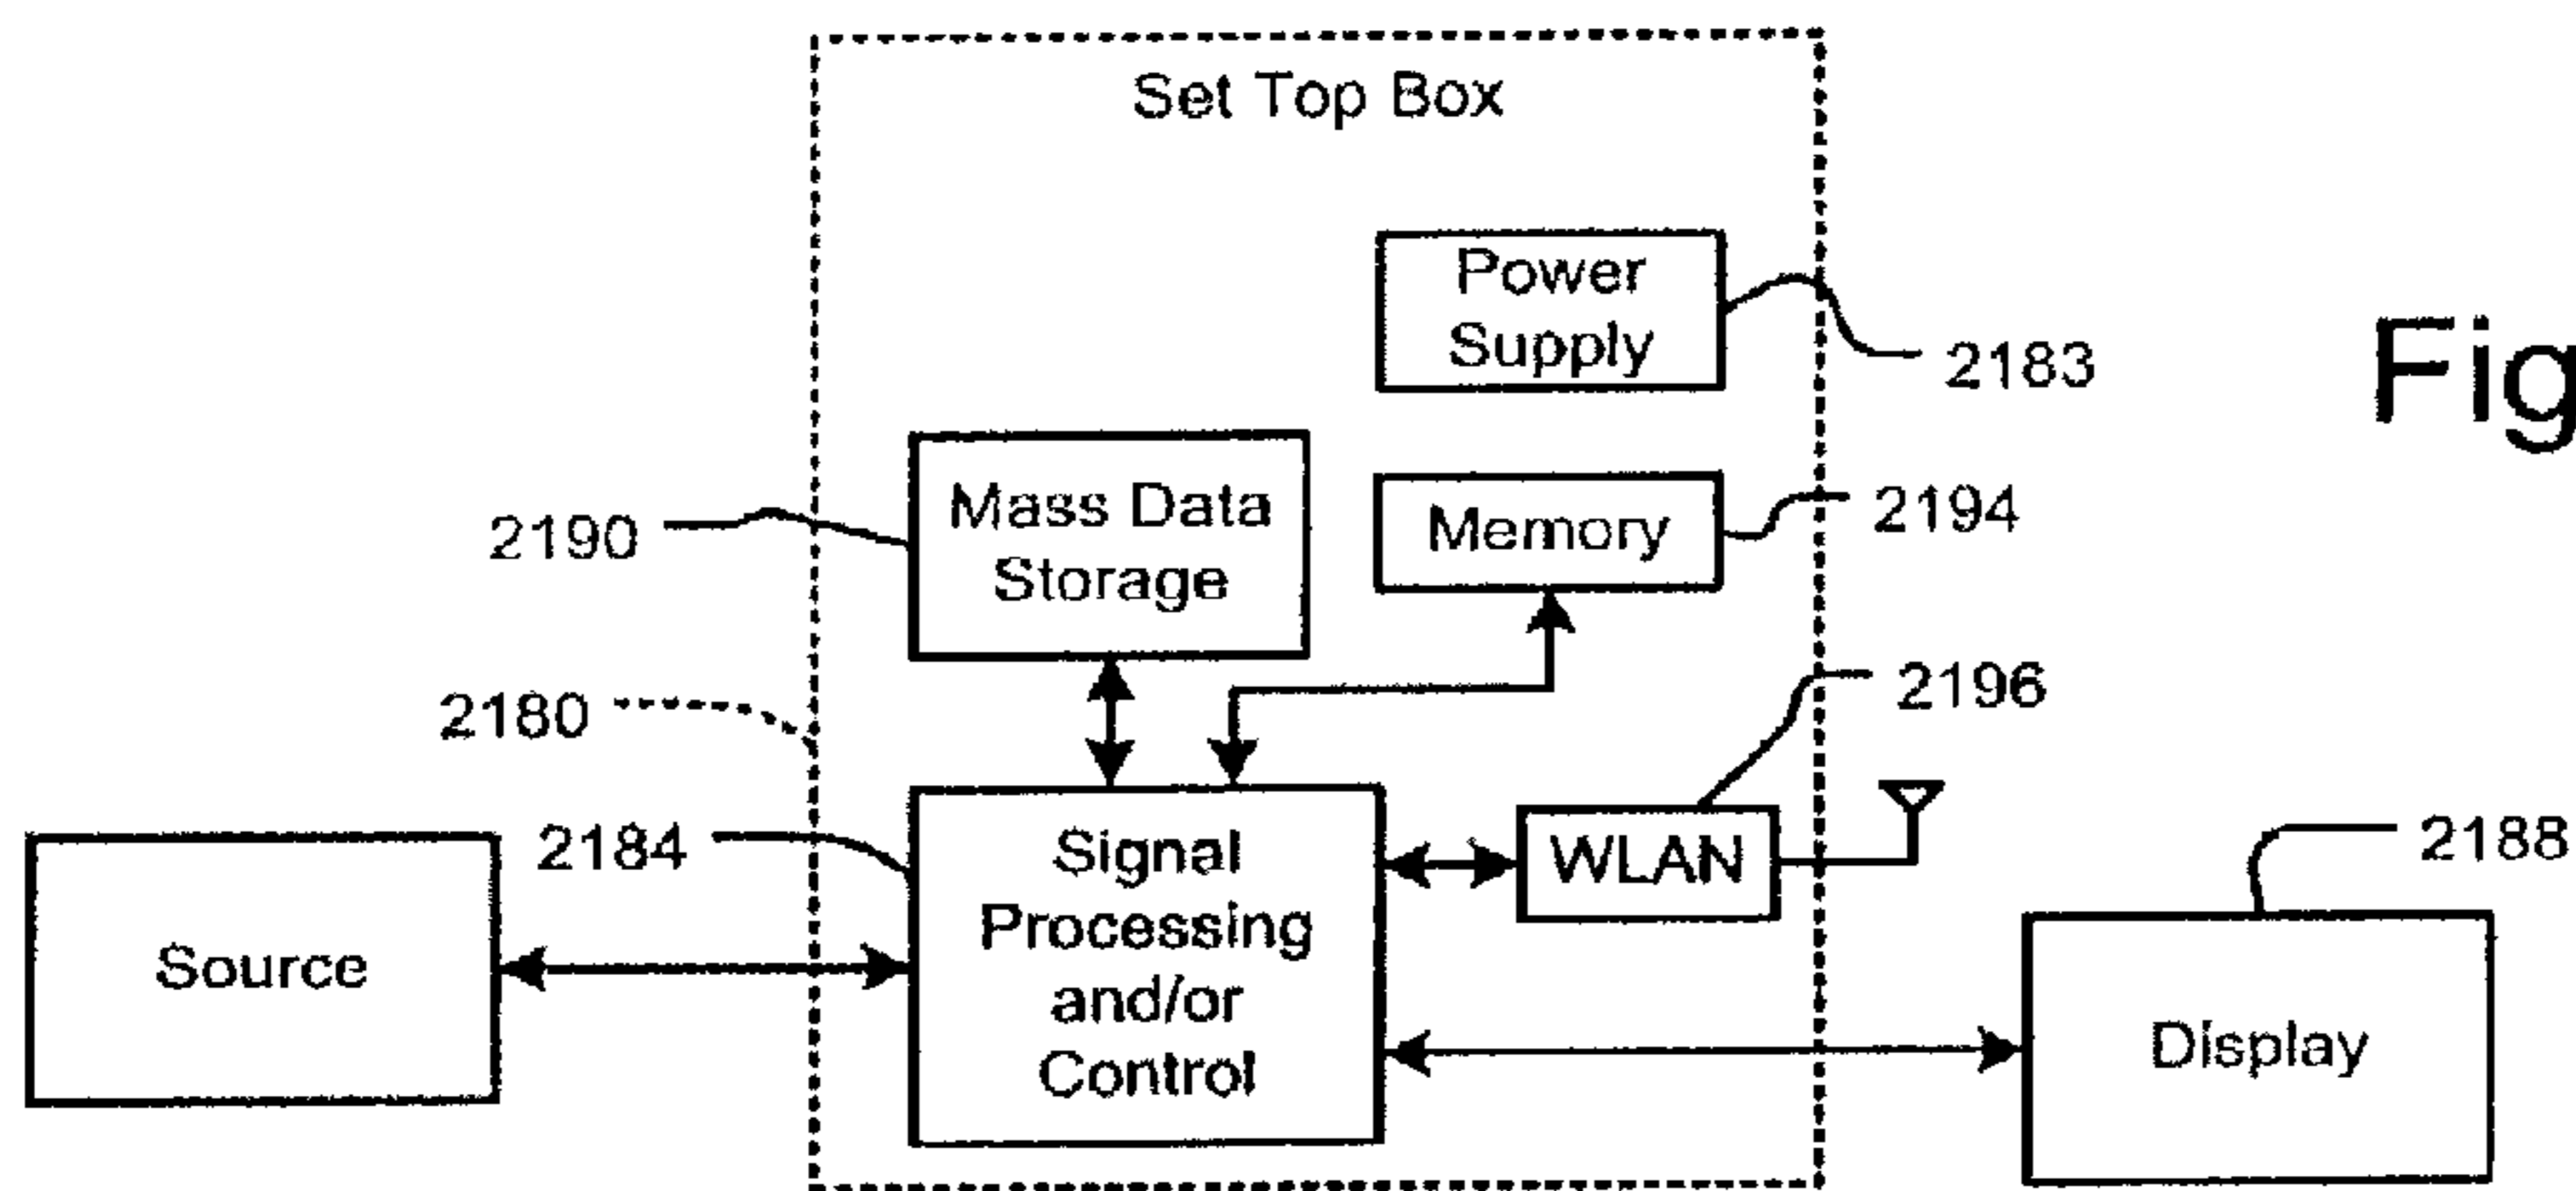 Set Top Box
Power
Supply
2183
Fig
Mass Data
Storage
2190
Memory
2194
2180
2196
2184
Signal
Processing
and/or
Control
WLAN
2188
Source
Display